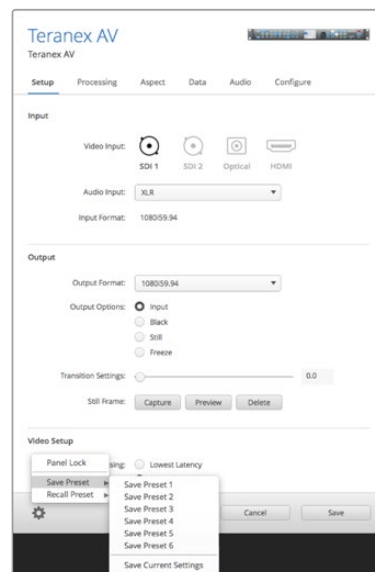 Teranex AV
Teranex AV
Setup Processing Aspect Data Audio Configure
Input
Video Input:
SDI 1 SDI 2 Optical HDMI
Audio Input: XLR
Input Format: 1080i59.94
Output
Output Format: 1080i59.94
Output Options: Input
Black
Still
Freeze
Transition Settings: 0.0
Still Frame: Capture Preview Delete
Video Setup
Panel Lock
sing: Lowest Latency
Save Preset
Recall Preset
Save Preset 1
Save Preset 2
Save Preset 3
Save Preset 4
Save Preset 5
Save Preset 6
Save Current Settings
Cancel Save